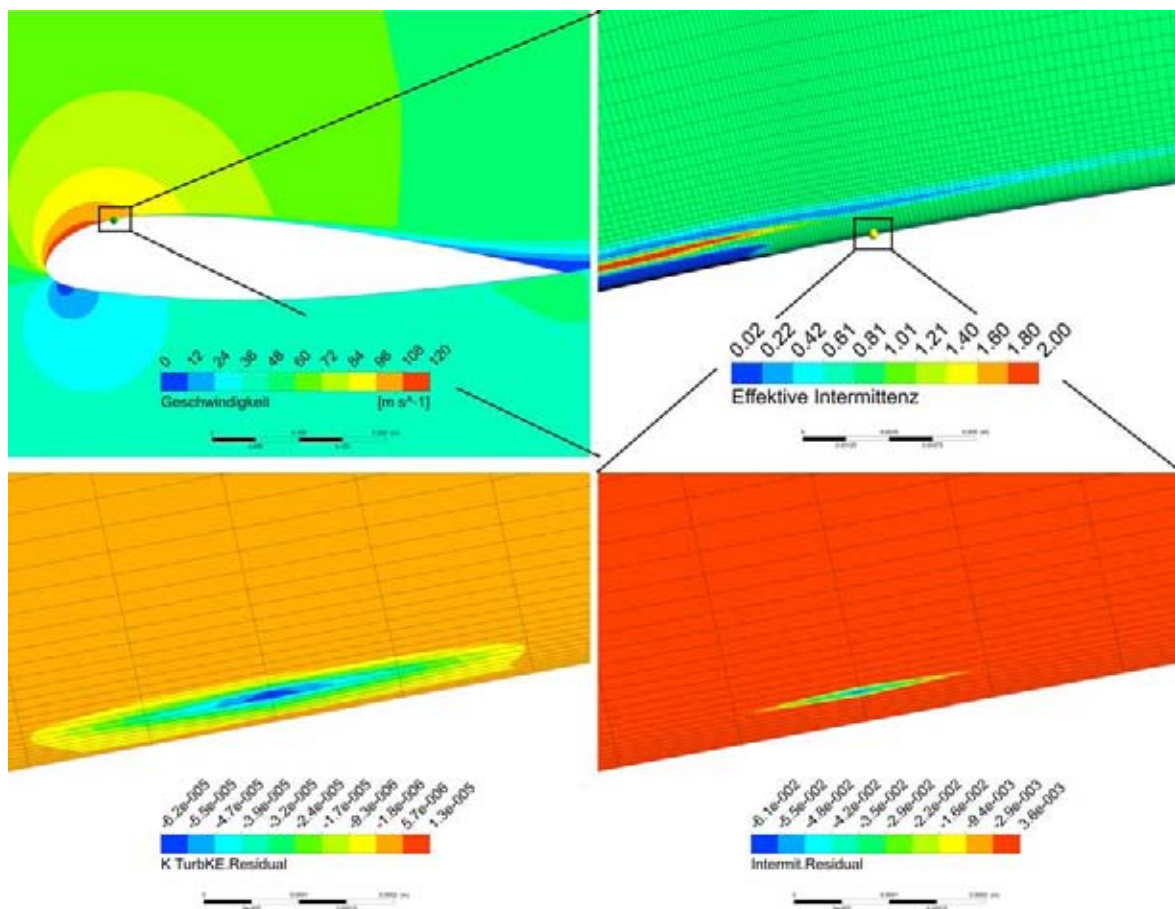 0 12 24 36 48 60 72 84 96 108 120
Geschwindigkeit [m s^-1]
0.02 0.22 0.42 0.61 0.81 1.01 1.21 1.40 1.60 1.80 2.00
Effektive Intermittenz
-6.2e-005 -5.5e-005 -4.7e-005 -3.9e-005 -3.2e-005 -2.4e-005 -1.7e-005 -9.3e-006 -1.8e-006 5.7e-006 1.3e-005
K TurbKE.Residual
-6.1e-002 -5.5e-002 -4.8e-002 -4.2e-002 -3.5e-002 -2.9e-002 -2.2e-002 -1.6e-002 -9.4e-003 -2.9e-003 3.6e-003
Intermit.Residual